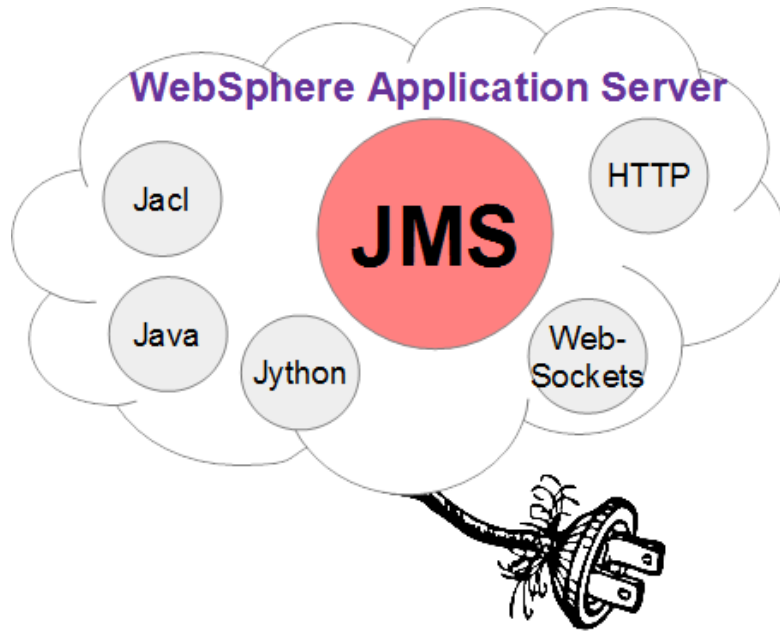 WebSphere Application Server
Jacl
JMS
HTTP
Java
Jython
Web-
Sockets